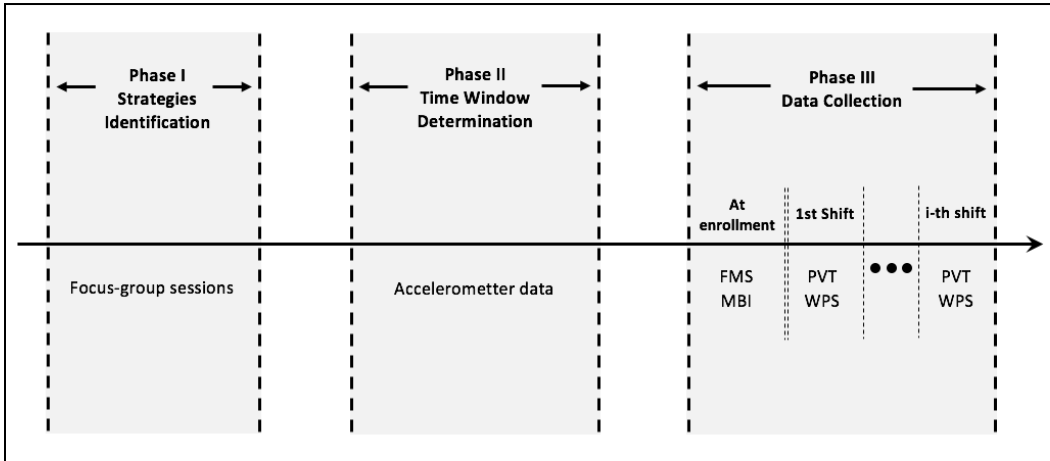 Phase I
Strategies
Identification
Phase II
Time Window
Determination
Phase III
Data Collection
At
enrollment
1st Shift
i-th shift
Focus-group sessions
Accelerometter data
FMS
MBI
PVT
WPS
PVT
WPS